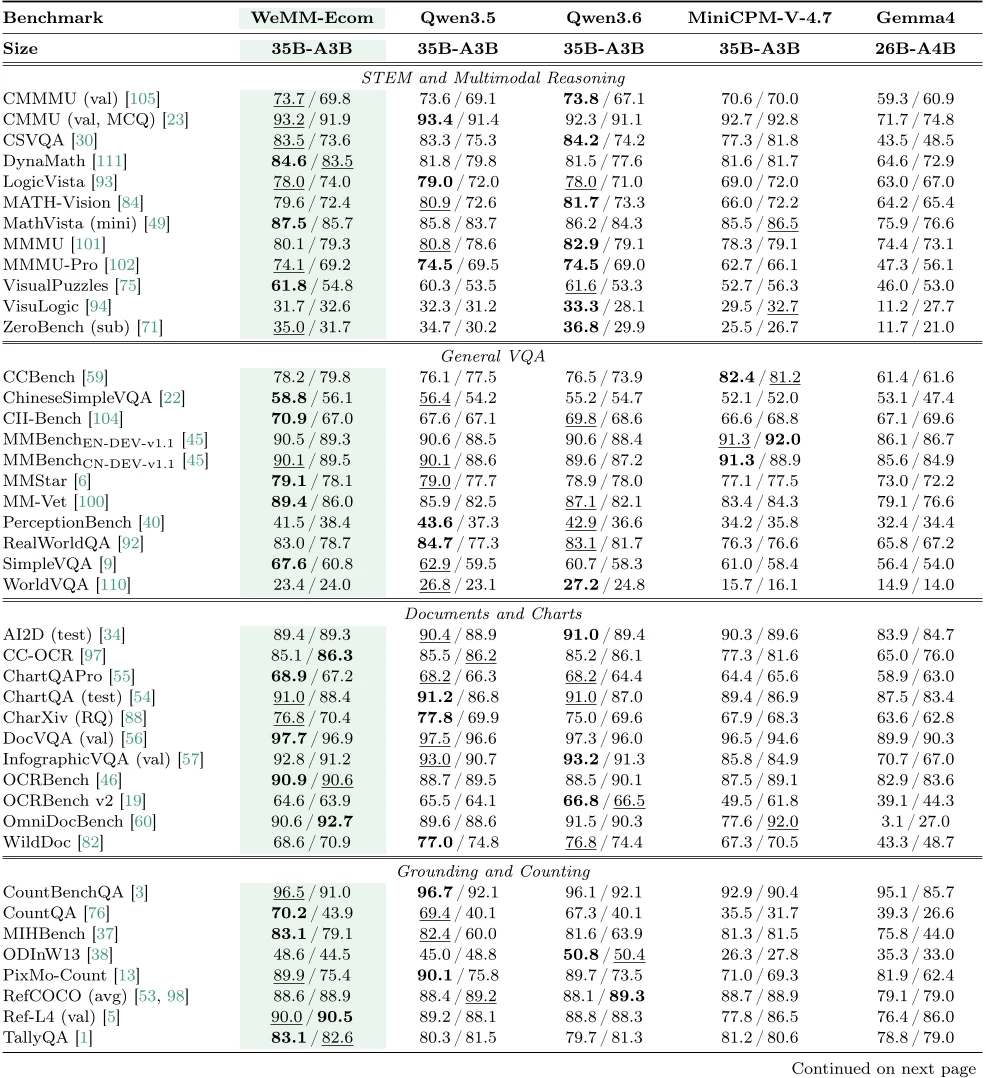 Benchmark WeMM-Ecom Qwen3.5 Qwen3.6 MiniCPM-V-4.7 Gemma4
Size 35B-A3B 35B-A3B 35B-A3B 35B-A3B 26B-A4B
STEM and Multimodal Reasoning
CMMMU (val) [105] 73.7 / 69.8 73.6 / 69.1 73.8 / 67.1 70.6 / 70.0 59.3 / 60.9
CMMU (val, MCQ) [23] 93.2 / 91.9 93.4 / 91.4 92.3 / 91.1 92.7 / 92.8 71.7 / 74.8
CSVQA [30] 83.5 / 73.6 83.3 / 75.3 84.2 / 74.2 77.3 / 81.8 43.5 / 48.5
DynaMath [111] 84.6 / 83.5 81.8 / 79.8 81.5 / 77.6 81.6 / 81.7 64.6 / 72.9
LogicVista [93] 78.0 / 74.0 79.0 / 72.0 78.0 / 71.0 69.0 / 72.0 63.0 / 67.0
MATH-Vision [84] 79.6 / 72.4 80.9 / 72.6 81.7 / 73.3 66.0 / 72.2 64.2 / 65.4
MathVista (mini) [49] 87.5 / 85.7 85.8 / 83.7 86.2 / 84.3 85.5 / 86.5 75.9 / 76.6
MMMU [101] 80.1 / 79.3 80.8 / 78.6 82.9 / 79.1 78.3 / 79.1 74.4 / 73.1
MMMU-Pro [102] 74.1 / 69.2 74.5 / 69.5 74.5 / 69.0 62.7 / 66.1 47.3 / 56.1
VisualPuzzles [75] 61.8 / 54.8 60.3 / 53.5 61.6 / 53.3 52.7 / 56.3 46.0 / 53.0
VisuLogic [94] 31.7 / 32.6 32.3 / 31.2 33.3 / 28.1 29.5 / 32.7 11.2 / 27.7
ZeroBench (sub) [71] 35.0 / 31.7 34.7 / 30.2 36.8 / 29.9 25.5 / 26.7 11.7 / 21.0
General VQA
CCBench [59] 78.2 / 79.8 76.1 / 77.5 76.5 / 73.9 82.4 / 81.2 61.4 / 61.6
ChineseSimpleVQA [22] 58.8 / 56.1 56.4 / 54.2 55.2 / 54.7 52.1 / 52.0 53.1 / 47.4
CII-Bench [104] 70.9 / 67.0 67.6 / 67.1 69.8 / 68.6 66.6 / 68.8 67.1 / 69.6
MMBenchEN-DEV-v1.1 [45] 90.5 / 89.3 90.6 / 88.5 90.6 / 88.4 91.3 / 92.0 86.1 / 86.7
MMBenchCN-DEV-v1.1 [45] 90.1 / 89.5 90.1 / 88.6 89.6 / 87.2 91.3 / 88.9 85.6 / 84.9
MMStar [6] 79.1 / 78.1 79.0 / 77.7 78.9 / 78.0 77.1 / 77.5 73.0 / 72.2
MM-Vet [100] 89.4 / 86.0 85.9 / 82.5 87.1 / 82.1 83.4 / 84.3 79.1 / 76.6
PerceptionBench [40] 41.5 / 38.4 43.6 / 37.3 42.9 / 36.6 34.2 / 35.8 32.4 / 34.4
RealWorldQA [92] 83.0 / 78.7 84.7 / 77.3 83.1 / 81.7 76.3 / 76.6 65.8 / 67.2
SimpleVQA [9] 67.6 / 60.8 62.9 / 59.5 60.7 / 58.3 61.0 / 58.4 56.4 / 54.0
WorldVQA [110] 23.4 / 24.0 26.8 / 23.1 27.2 / 24.8 15.7 / 16.1 14.9 / 14.0
Documents and Charts
AI2D (test) [34] 89.4 / 89.3 90.4 / 88.9 91.0 / 89.4 90.3 / 89.6 83.9 / 84.7
CC-OCR [97] 85.1 / 86.3 85.5 / 86.2 85.2 / 86.1 77.3 / 81.6 65.0 / 76.0
ChartQAPro [55] 68.9 / 67.2 68.2 / 66.3 68.2 / 64.4 64.4 / 65.6 58.9 / 63.0
ChartQA (test) [54] 91.0 / 88.4 91.2 / 86.8 91.0 / 87.0 89.4 / 86.9 87.5 / 83.4
CharXiv (RQ) [88] 76.8 / 70.4 77.8 / 69.9 75.0 / 69.6 67.9 / 68.3 63.6 / 62.8
DocVQA (val) [56] 97.7 / 96.9 97.5 / 96.6 97.3 / 96.0 96.5 / 94.6 89.9 / 90.3
InfographicVQA (val) [57] 92.8 / 91.2 93.0 / 90.7 93.2 / 91.3 85.8 / 84.9 70.7 / 67.0
OCRBench [46] 90.9 / 90.6 88.7 / 89.5 88.5 / 90.1 87.5 / 89.1 82.9 / 83.6
OCRBench v2 [19] 64.6 / 63.9 65.5 / 64.1 66.8 / 66.5 49.5 / 61.8 39.1 / 44.3
OmniDocBench [60] 90.6 / 92.7 89.6 / 88.6 91.5 / 90.3 77.6 / 92.0 3.1 / 27.0
WildDoc [82] 68.6 / 70.9 77.0 / 74.8 76.8 / 74.4 67.3 / 70.5 43.3 / 48.7
Grounding and Counting
CountBenchQA [3] 96.5 / 91.0 96.7 / 92.1 96.1 / 92.1 92.9 / 90.4 95.1 / 85.7
CountQA [76] 70.2 / 43.9 69.4 / 40.1 67.3 / 40.1 35.5 / 31.7 39.3 / 26.6
MIHBench [37] 83.1 / 79.1 82.4 / 60.0 81.6 / 63.9 81.3 / 81.5 75.8 / 44.0
ODInW13 [38] 48.6 / 44.5 45.0 / 48.8 50.8 / 50.4 26.3 / 27.8 35.3 / 33.0
PixMo-Count [13] 89.9 / 75.4 90.1 / 75.8 89.7 / 73.5 71.0 / 69.3 81.9 / 62.4
RefCOCO (avg) [53, 98] 88.6 / 88.9 88.4 / 89.2 88.1 / 89.3 88.7 / 88.9 79.1 / 79.0
Ref-L4 (val) [5] 90.0 / 90.5 89.2 / 88.1 88.8 / 88.3 77.8 / 86.5 76.4 / 86.0
TallyQA [1] 83.1 / 82.6 80.3 / 81.5 79.7 / 81.3 81.2 / 80.6 78.8 / 79.0
Continued on next page